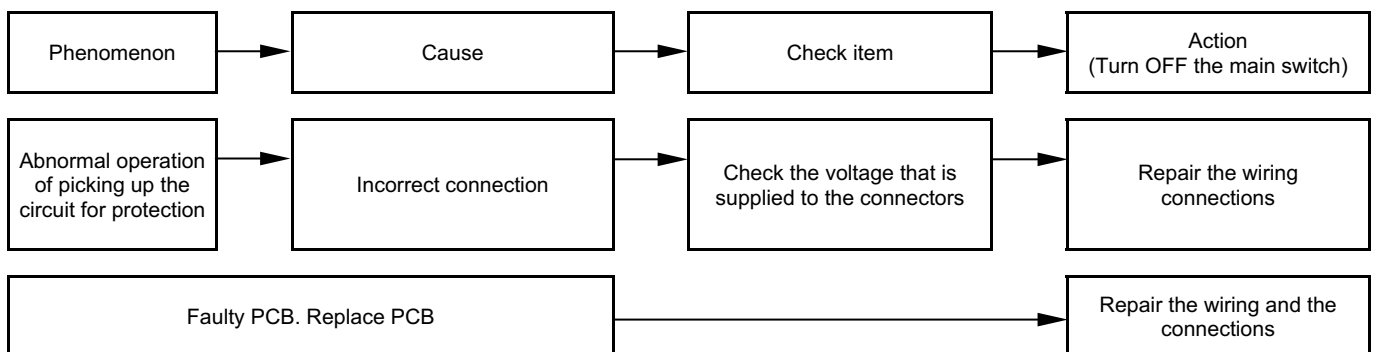 Phenomenon
Cause
Check item
Action
(Turn OFF the main switch)
Abnormal operation
of picking up the
circuit for protection
Incorrect connection
Check the voltage that is
supplied to the connectors
Repair the wiring
connections
Faulty PCB. Replace PCB
Repair the wiring and the
connections